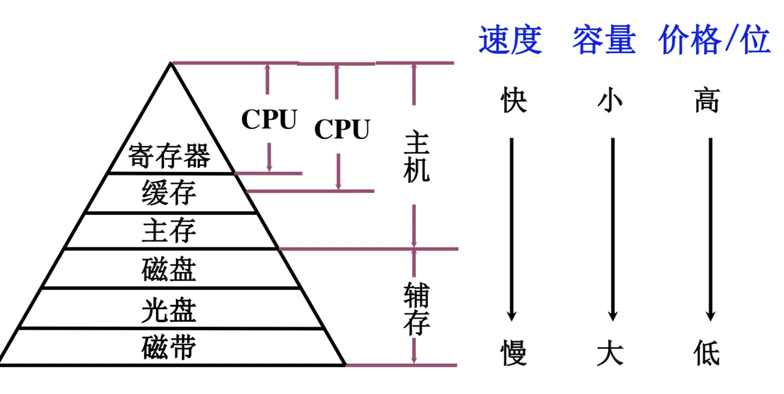 速度 容量 价格/位
快 小 高
CPU CPU
主机
寄存器
缓存
主存
磁盘
辅存
光盘
磁带
慢 大 低